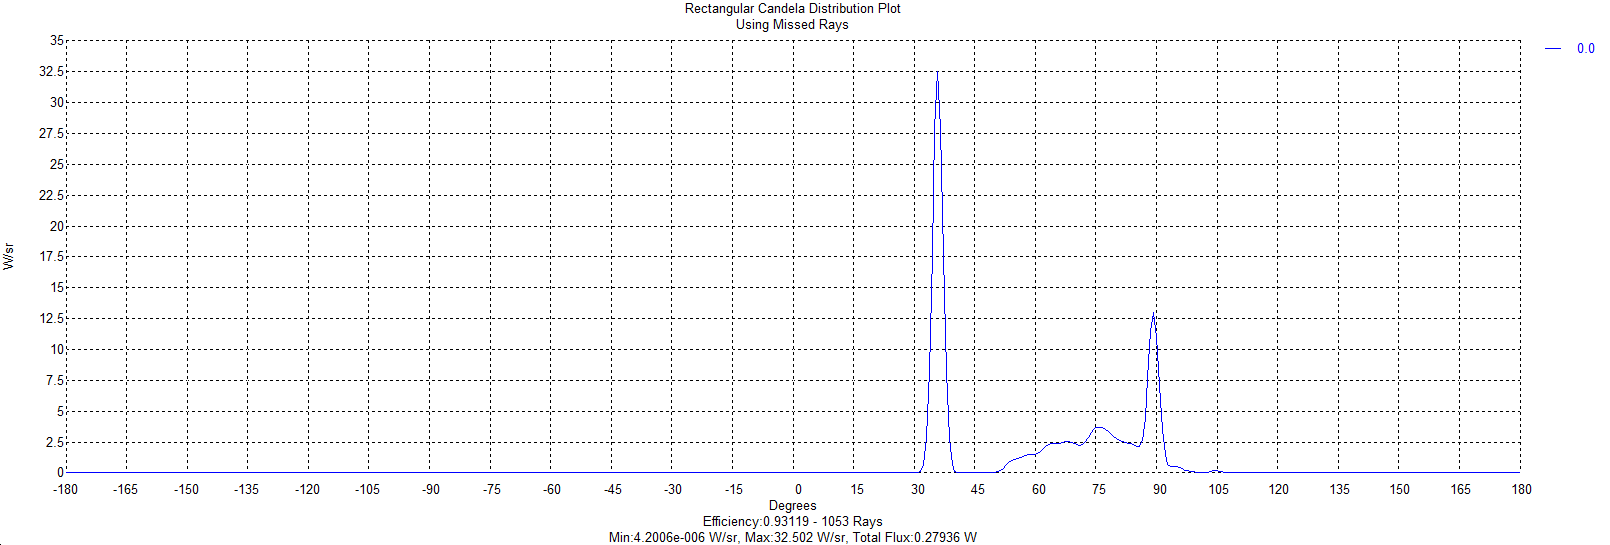 Rectangular Candela Distribution Plot
Using Missed Rays
0.0
35
32.5
30
27.5
25
22.5
20
17.5
15
12.5
10
7.5
5
2.5
0
W/sr
-180 -165 -150 -135 -120 -105 -90 -75 -60 -45 -30 -15 0 15 30 45 60 75 90 105 120 135 150 165 180
Degrees
Efficiency:0.93119 - 1053 Rays
Min:4.2006e-006 W/sr, Max:32.502 W/sr, Total Flux:0.27936 W